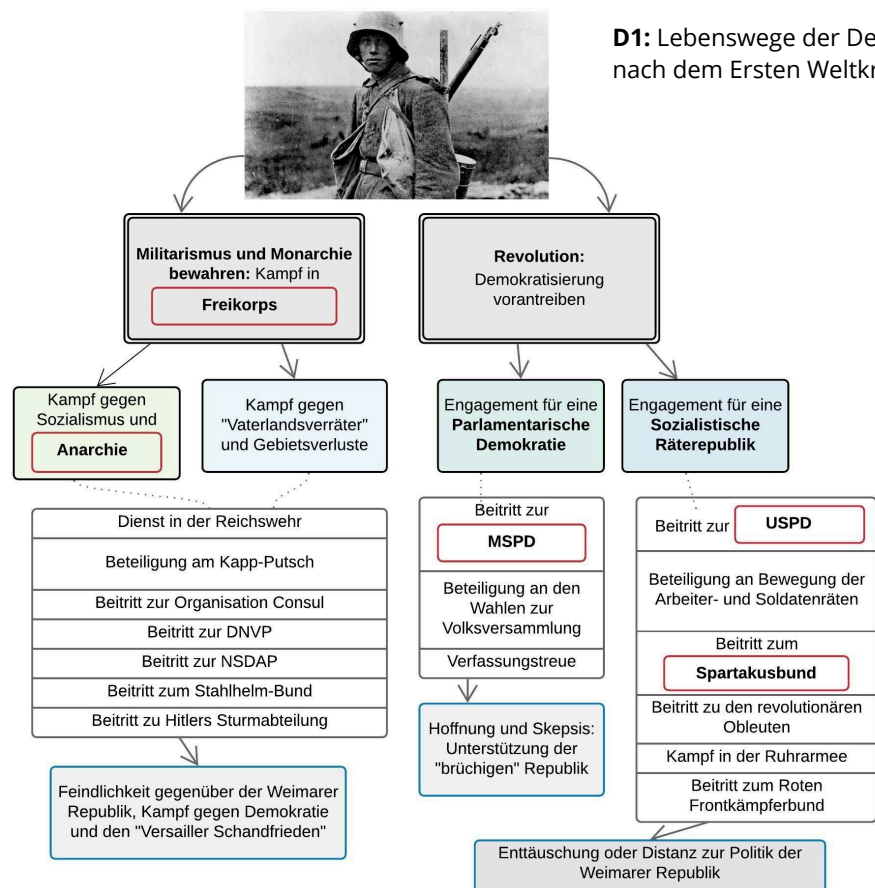 D1: Lebenswege der De
nach dem Ersten Weltkr
Militarismus und Monarchie
bewahren: Kampf in
Freikorps
Revolution:
Demokratisierung
vorantreiben
Kampf gegen
Sozialismus und
Anarchie
Kampf gegen
"Vaterlandsverräter"
und Gebietsverluste
Engagement für eine
Parlamentarische
Demokratie
Engagement für eine
Sozialistische
Räterepublik
Dienst in der Reichswehr
Beteiligung am Kapp-Putsch
Beitritt zur Organisation Consul
Beitritt zur DNVP
Beitritt zur NSDAP
Beitritt zum Stahlhelm-Bund
Beitritt zu Hitlers Sturmabteilung
Feindlichkeit gegenüber der Weimarer
Republik, Kampf gegen Demokratie
und den "Versailler Schandfrieden"
Beitritt zur
MSPD
Beteiligung an den
Wahlen zur
Volksversammlung
Verfassungstreue
Hoffnung und Skepsis:
Unterstützung der
"brüchigen" Republik
Beitritt zur USPD
Beteiligung an Bewegung der
Arbeiter- und Soldatenräten
Beitritt zum
Spartakusbund
Beitritt zu den revolutionären
Obleuten
Kampf in der Ruhrarmee
Beitritt zum Roten
Frontkämpferbund
Enttäuschung oder Distanz zur Politik der
Weimarer Republik